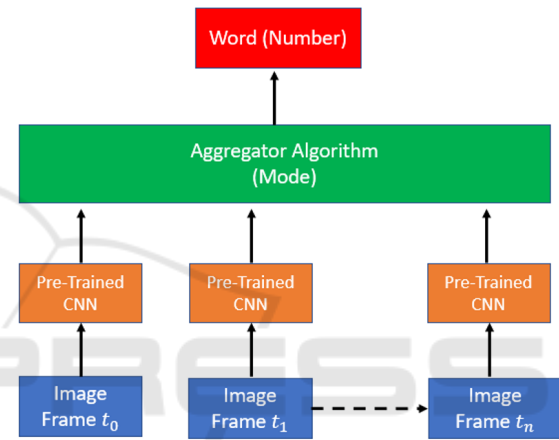 Word (Number)
Aggregator Algorithm
(Mode)
Pre-Trained
CNN
Pre-Trained
CNN
Pre-Trained
CNN
Image
Frame t₀
Image
Frame t₁
Image
Frame tₙ
PRESS